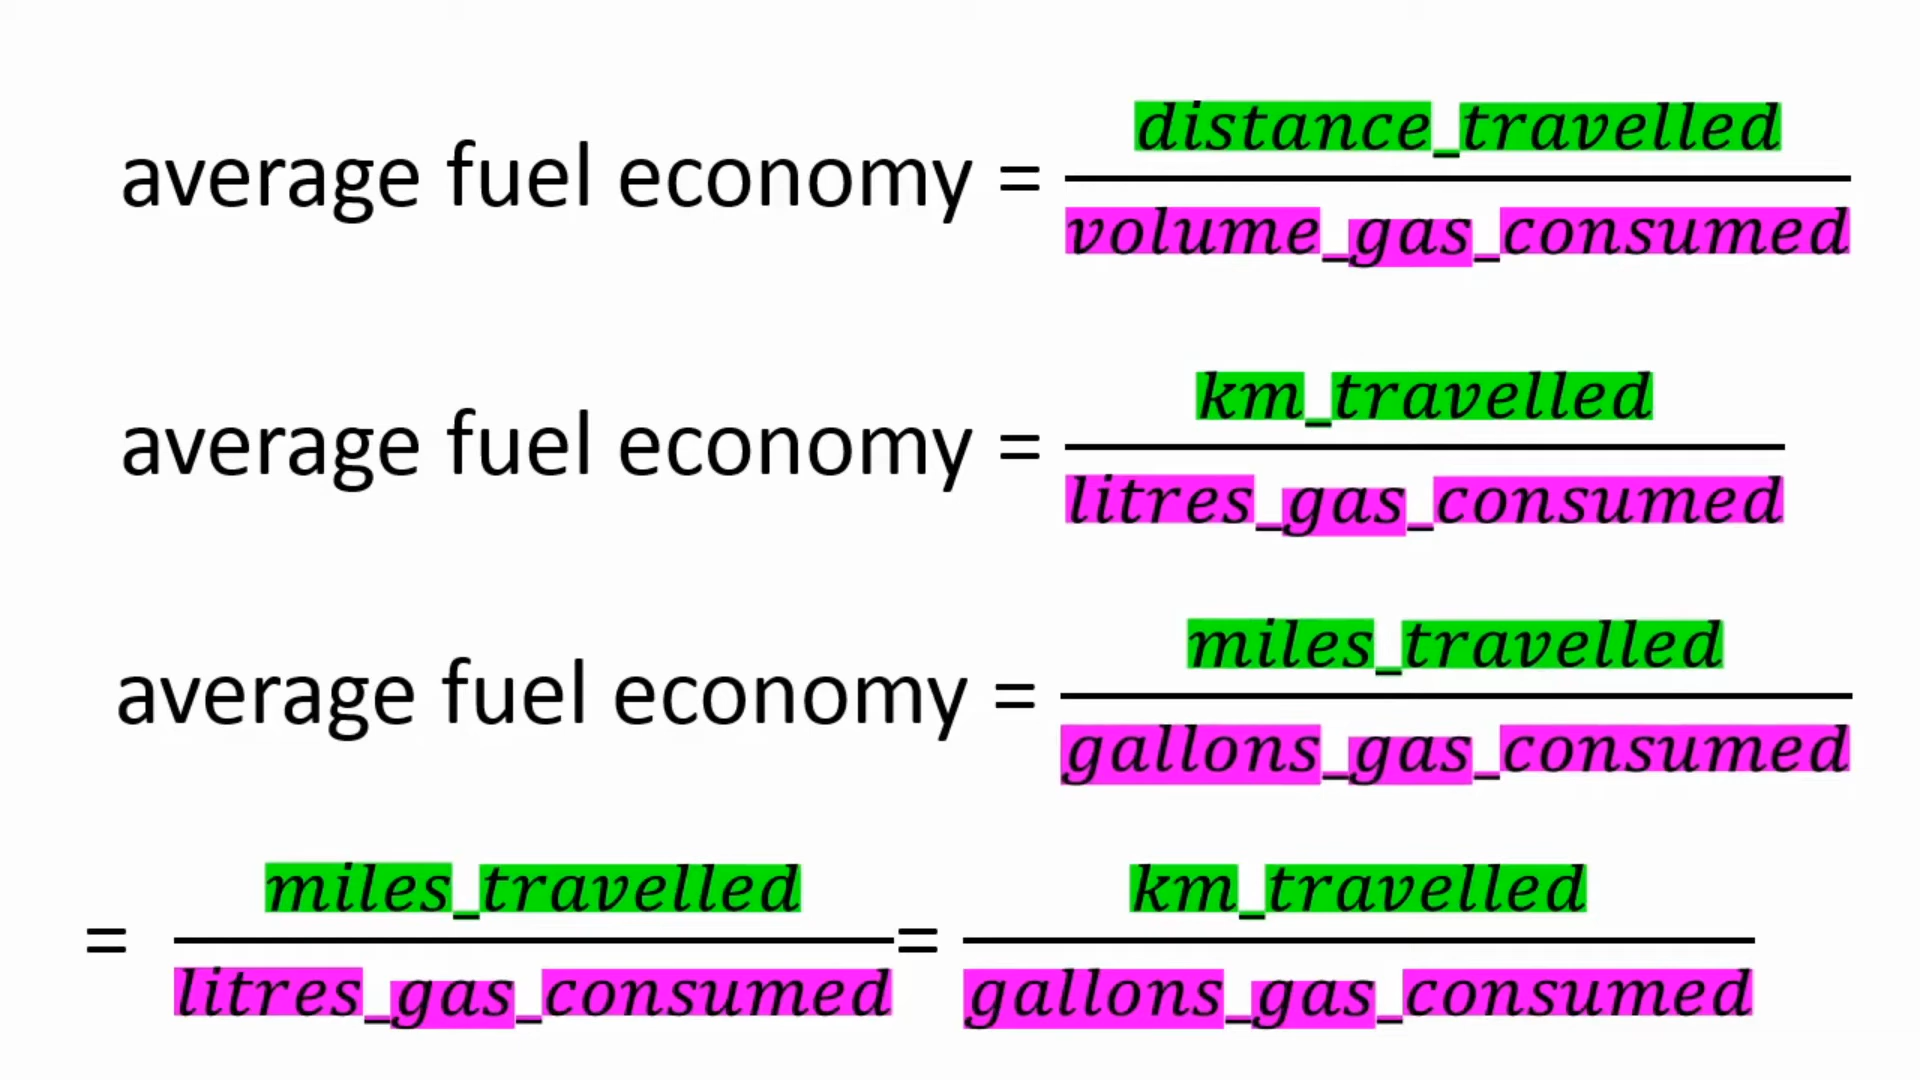 average fuel economy = distance_travelled / volume_gas_consumed
average fuel economy = km_travelled / litres_gas_consumed
average fuel economy = miles_travelled / gallons_gas_consumed
= miles_travelled / litres_gas_consumed = km_travelled / gallons_gas_consumed